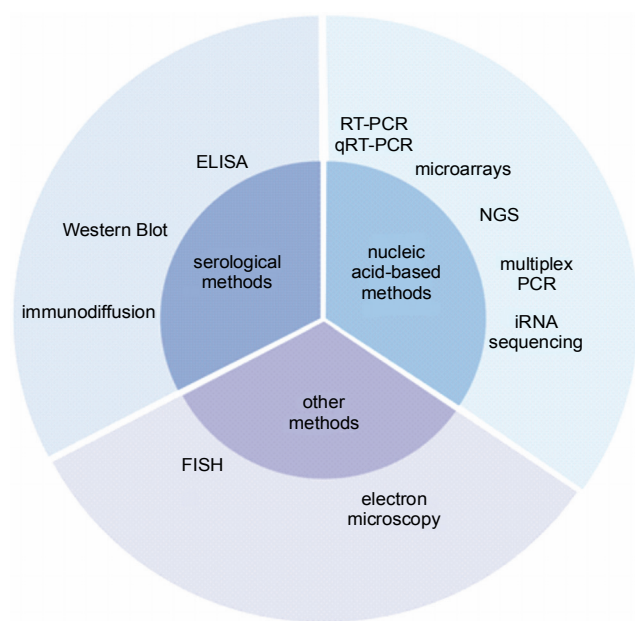 RT-PCR
qRT-PCR
ELISA
microarrays
NGS
Western Blot
serological
methods
nucleic
acid-based
methods
multiplex
PCR
immunodiffusion
iRNA
sequencing
other
methods
FISH
electron
microscopy